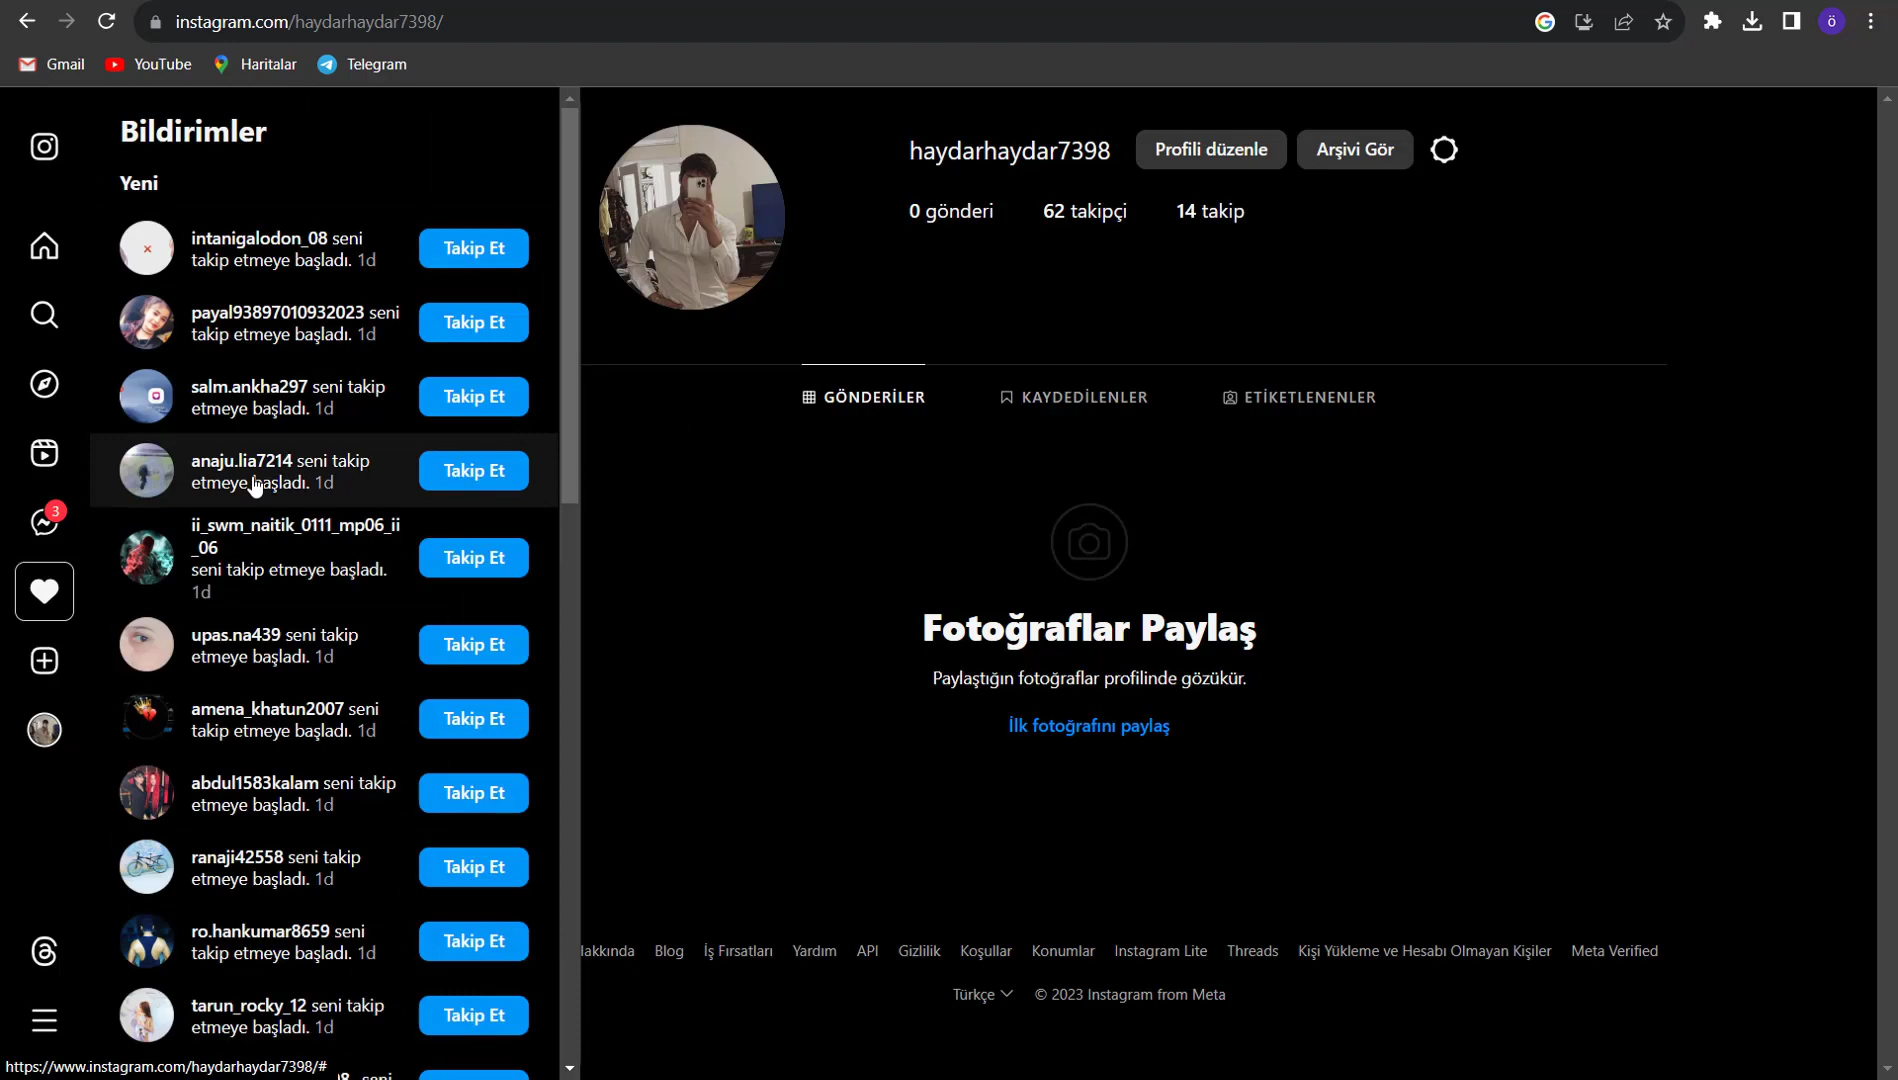 instagram.com/haydarhaydar7398/
ö
Gmail YouTube Haritalar Telegram
Bildirimler
Yeni
intanigalodon_08 seni
takip etmeye başladı. 1d
Takip Et
payal93897010932023 seni
takip etmeye başladı. 1d
Takip Et
salm.ankha297 seni takip
etmeye başladı. 1d
Takip Et
anaju.lia7214 seni takip
etmeye başladı. 1d
Takip Et
ii_swm_naitik_0111_mp06_ii
_06
seni takip etmeye başladı.
1d
Takip Et
upas.na439 seni takip
etmeye başladı. 1d
Takip Et
amena_khatun2007 seni
takip etmeye başladı. 1d
Takip Et
abdul1583kalam seni takip
etmeye başladı. 1d
Takip Et
ranaji42558 seni takip
etmeye başladı. 1d
Takip Et
ro.hankumar8659 seni
takip etmeye başladı. 1d
Takip Et
tarun_rocky_12 seni takip
etmeye başladı. 1d
Takip Et
3
https://www.instagram.com/haydarhaydar7398/#
haydarhaydar7398 Profili düzenle Arşivi Gör
0 gönderi 62 takipçi 14 takip
GÖNDERİLER KAYDEDİLENLER ETİKETLENENLER
Fotoğraflar Paylaş
Paylaştığın fotoğraflar profilinde gözükür.
İlk fotoğrafını paylaş
Blog İş Fırsatları Yardım API Gizlilik Koşullar Konumlar Instagram Lite Threads Kişi Yükleme ve Hesabı Olmayan Kişiler Meta Verified
Türkçe © 2023 Instagram from Meta